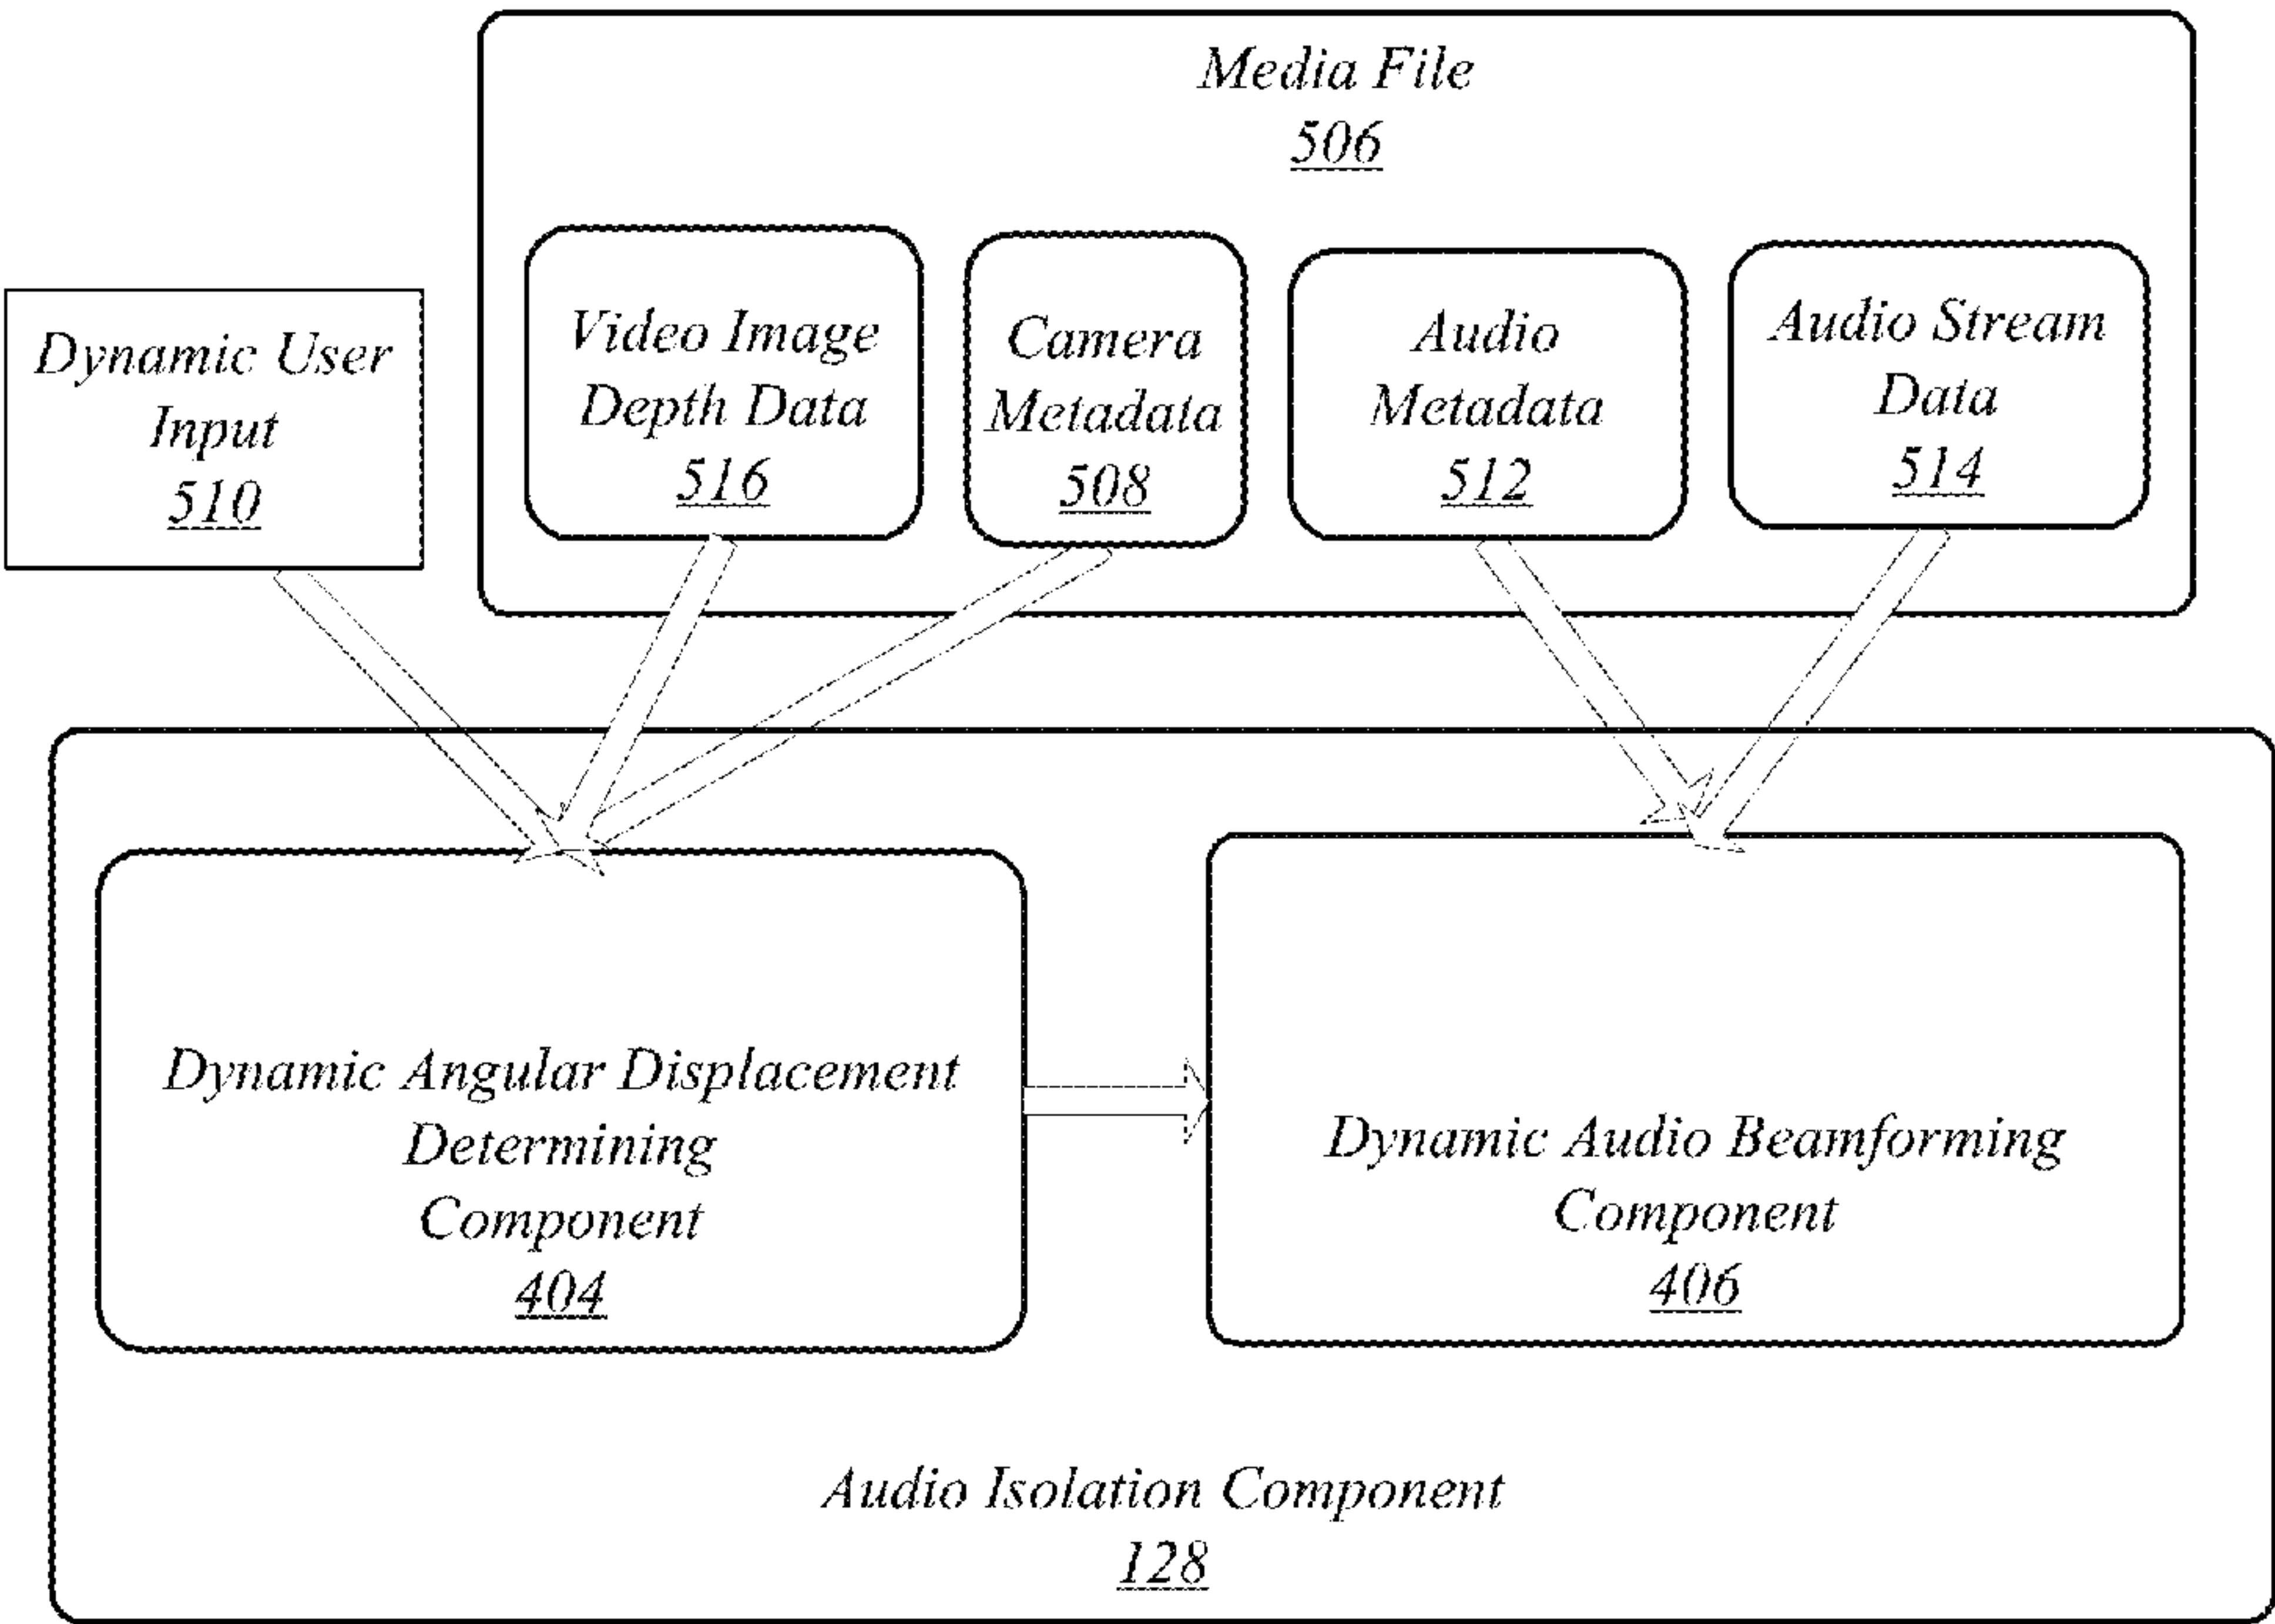 Media File
506
Dynamic User
Input
510
Video Image
Depth Data
516
Camera
Metadata
508
Audio
Metadata
512
Audio Stream
Data
514
Dynamic Angular Displacement
Determining
Component
404
Dynamic Audio Beamforming
Component
406
Audio Isolation Component
128